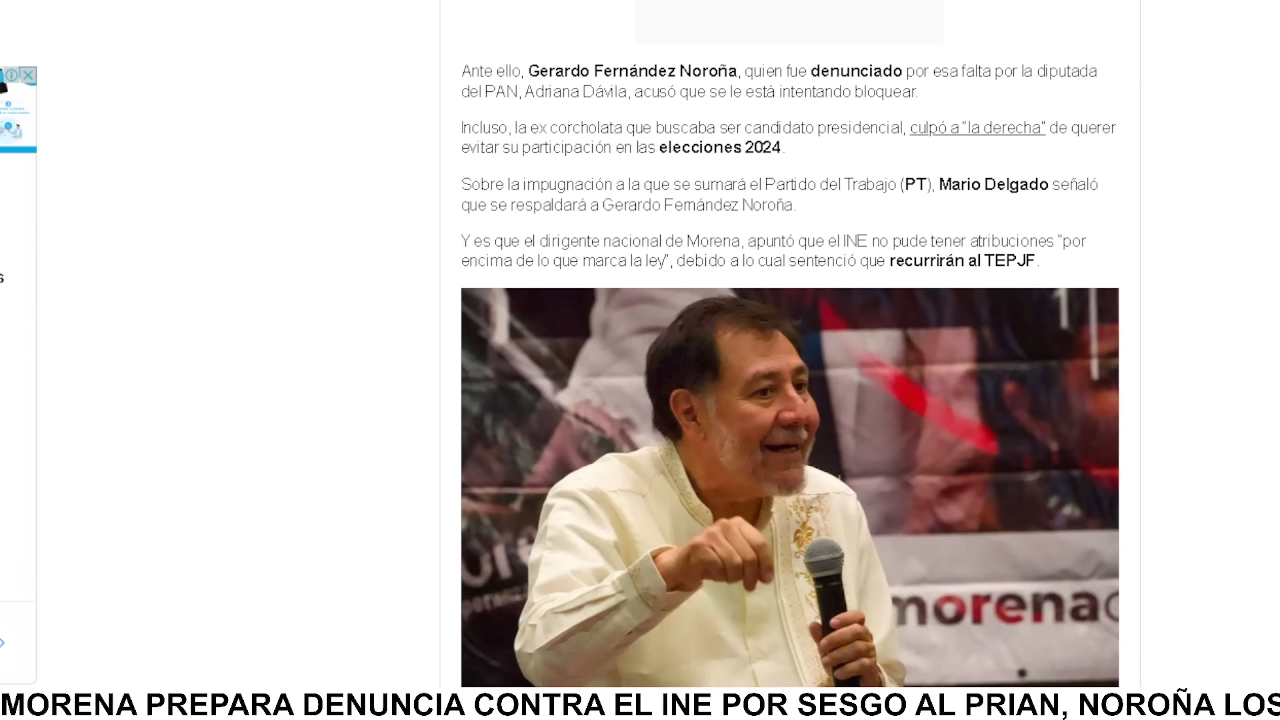 Ante ello, Gerardo Fernández Noroña, quien fue denunciado por esa falta por la diputada
del PAN, Adriana Dávila, acusó que se le está intentando bloquear.
Incluso, la ex corcholata que buscaba ser candidato presidencial, culpó a "la derecha" de querer
evitar su participación en las elecciones 2024.
Sobre la impugnación a la que se sumará el Partido del Trabajo (PT), Mario Delgado señaló
que se respaldará a Gerardo Fernández Noroña.
Y es que el dirigente nacional de Morena, apuntó que el INE no pude tener atribuciones "por
encima de lo que marca la ley", debido a lo cual sentenció que recurrirán al TEPJF.
morena
MORENA PREPARA DENUNCIA CONTRA EL INE POR SESGO AL PRIAN, NOROÑA LOS